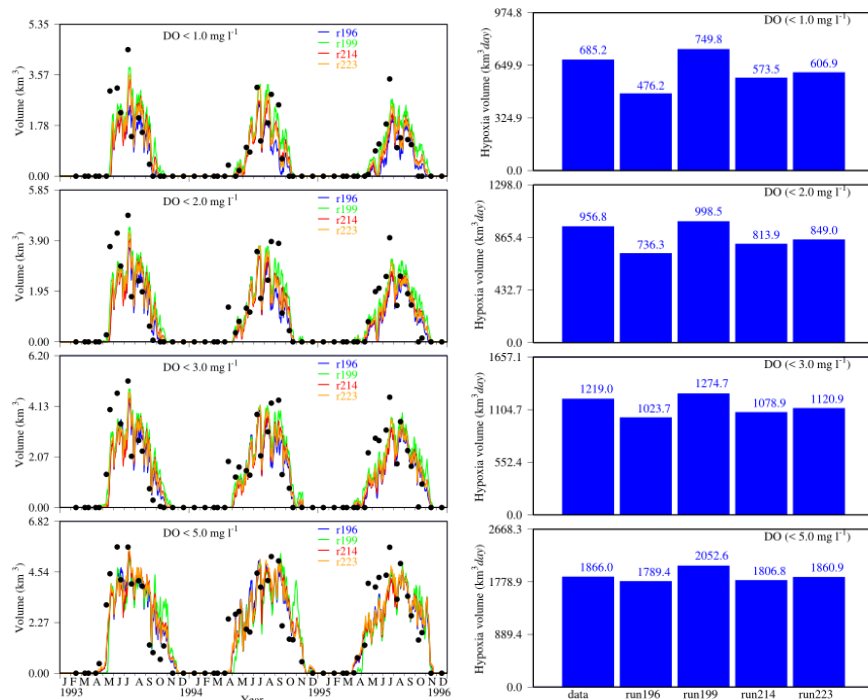 5.35
3.57
1.78
0.00
Volume (km³)
DO < 1.0 mg l⁻¹
r196
r199
r214
r223
5.85
3.90
1.95
0.00
Volume (km³)
DO < 2.0 mg l⁻¹
r196
r199
r214
r223
6.20
4.13
2.07
0.00
Volume (km³)
DO < 3.0 mg l⁻¹
r196
r199
r214
r223
6.82
4.54
2.27
0.00
Volume (km³)
DO < 5.0 mg l⁻¹
r196
r199
r214
r223
J F M A M J J A S O N D J F M A M J J A S O N D J F M A M J J A S O N D
1993 1994 1995 1996
Year
974.8
649.9
324.9
0.0
Hypoxia volume (km³day)
DO (< 1.0 mg l⁻¹)
685.2 476.2 749.8 573.5 606.9
1298.0
865.4
432.7
0.0
Hypoxia volume (km³day)
DO (< 2.0 mg l⁻¹)
956.8 736.3 998.5 813.9 849.0
1657.1
1104.7
552.4
0.0
Hypoxia volume (km³day)
DO (< 3.0 mg l⁻¹)
1219.0 1023.7 1274.7 1078.9 1120.9
2668.3
1778.9
889.4
0.0
Hypoxia volume (km³day)
DO (< 5.0 mg l⁻¹)
1866.0 1789.4 2052.6 1806.8 1860.9
data run196 run199 run214 run223